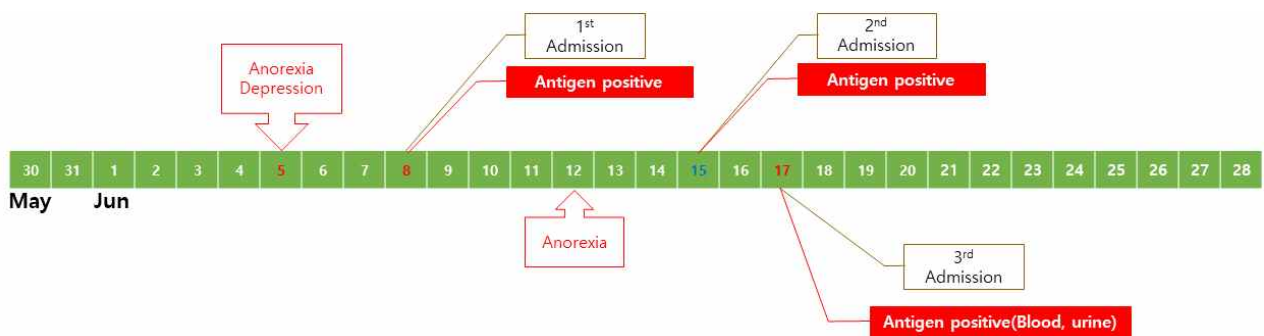 1st
Admission
2nd
Admission
Anorexia
Depression
Antigen positive
Antigen positive
30 31 1 2 3 4 5 6 7 8 9 10 11 12 13 14 15 16 17 18 19 20 21 22 23 24 25 26 27 28
May Jun
Anorexia
3rd
Admission
Antigen positive(Blood, urine)